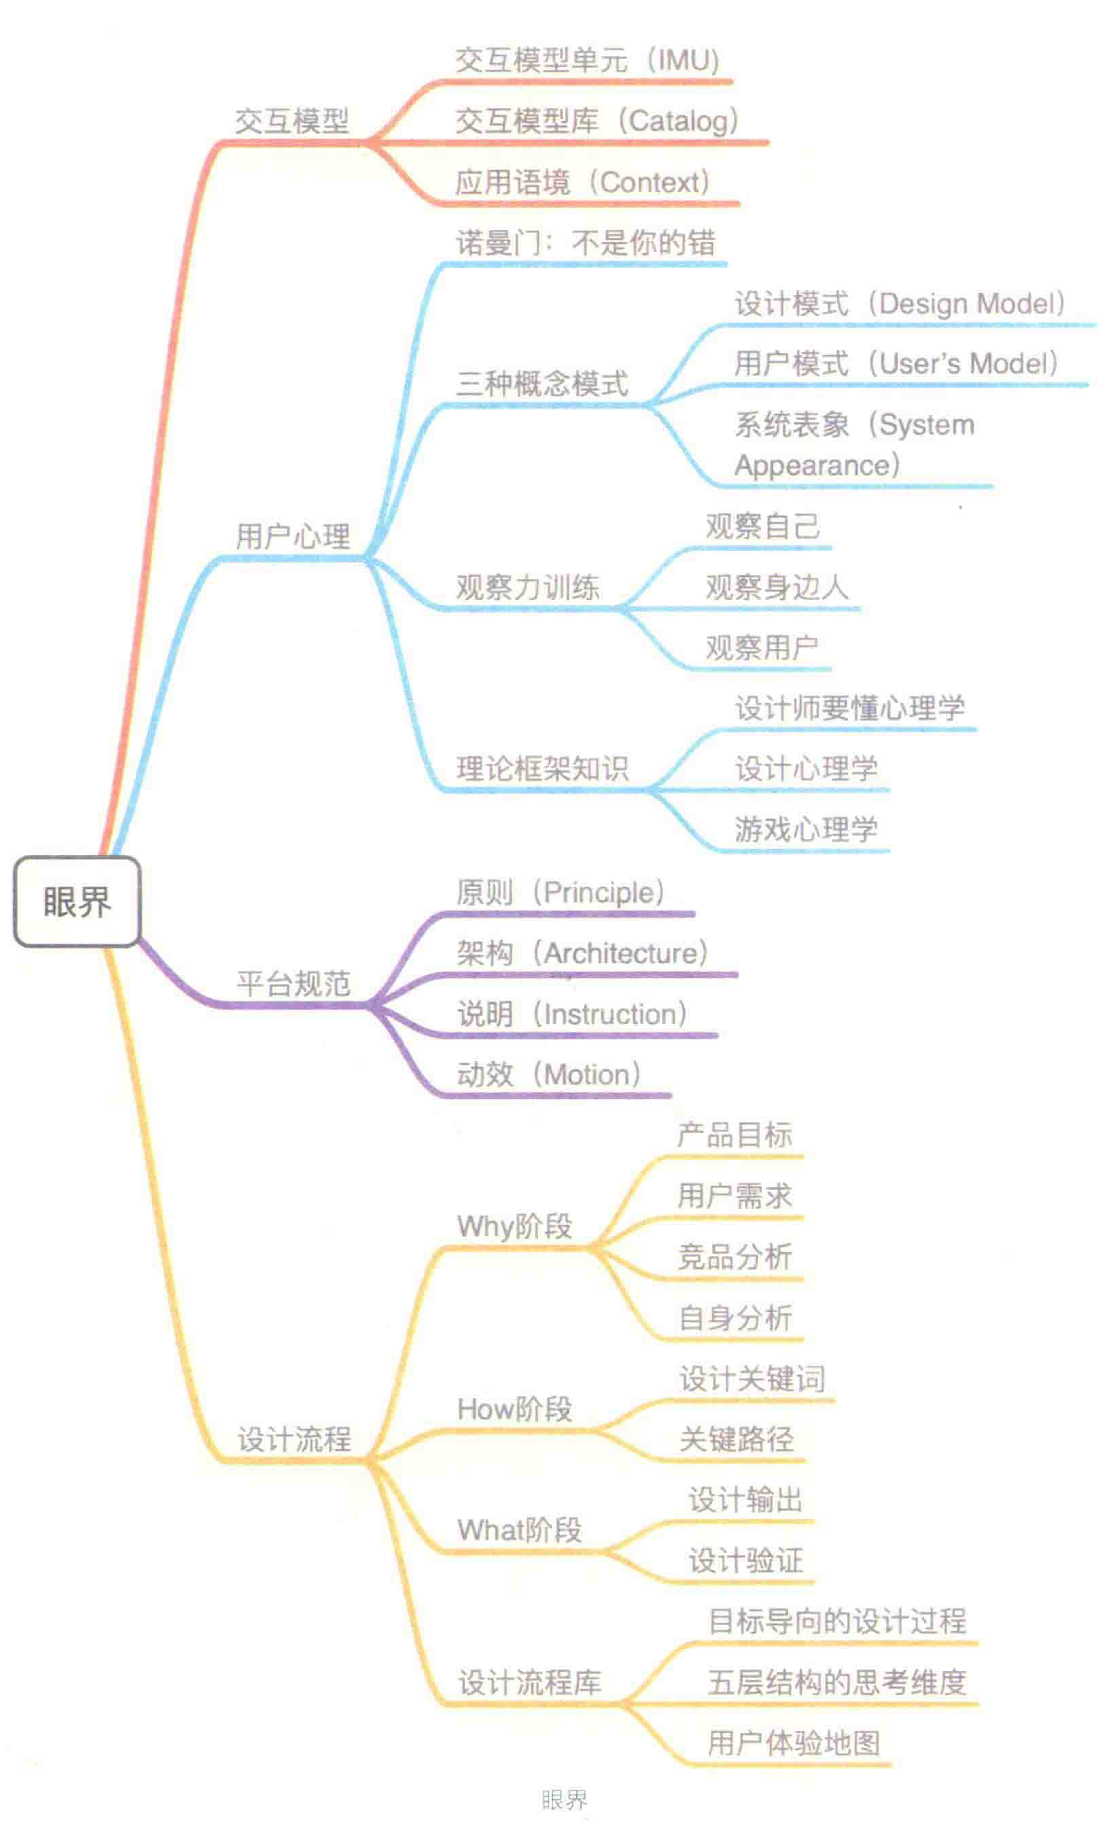 交互模型单元（IMU)
交互模型
交互模型库（Catalog）
应用语境（Context）
诺曼门：不是你的错
设计模式（Design Model）
三种概念模式
用户模式（User's Model）
系统表象（System
Appearance）
用户心理
观察自己
观察力训练
观察身边人
观察用户
设计师要懂心理学
理论框架知识
设计心理学
游戏心理学
眼界
原则（Principle）
架构（Architecture）
平台规范
说明（Instruction）
动效（Motion）
产品目标
Why阶段
用户需求
竞品分析
自身分析
设计流程
设计关键词
How阶段
关键路径
设计输出
What阶段
设计验证
目标导向的设计过程
设计流程库
五层结构的思考维度
用户体验地图
眼界